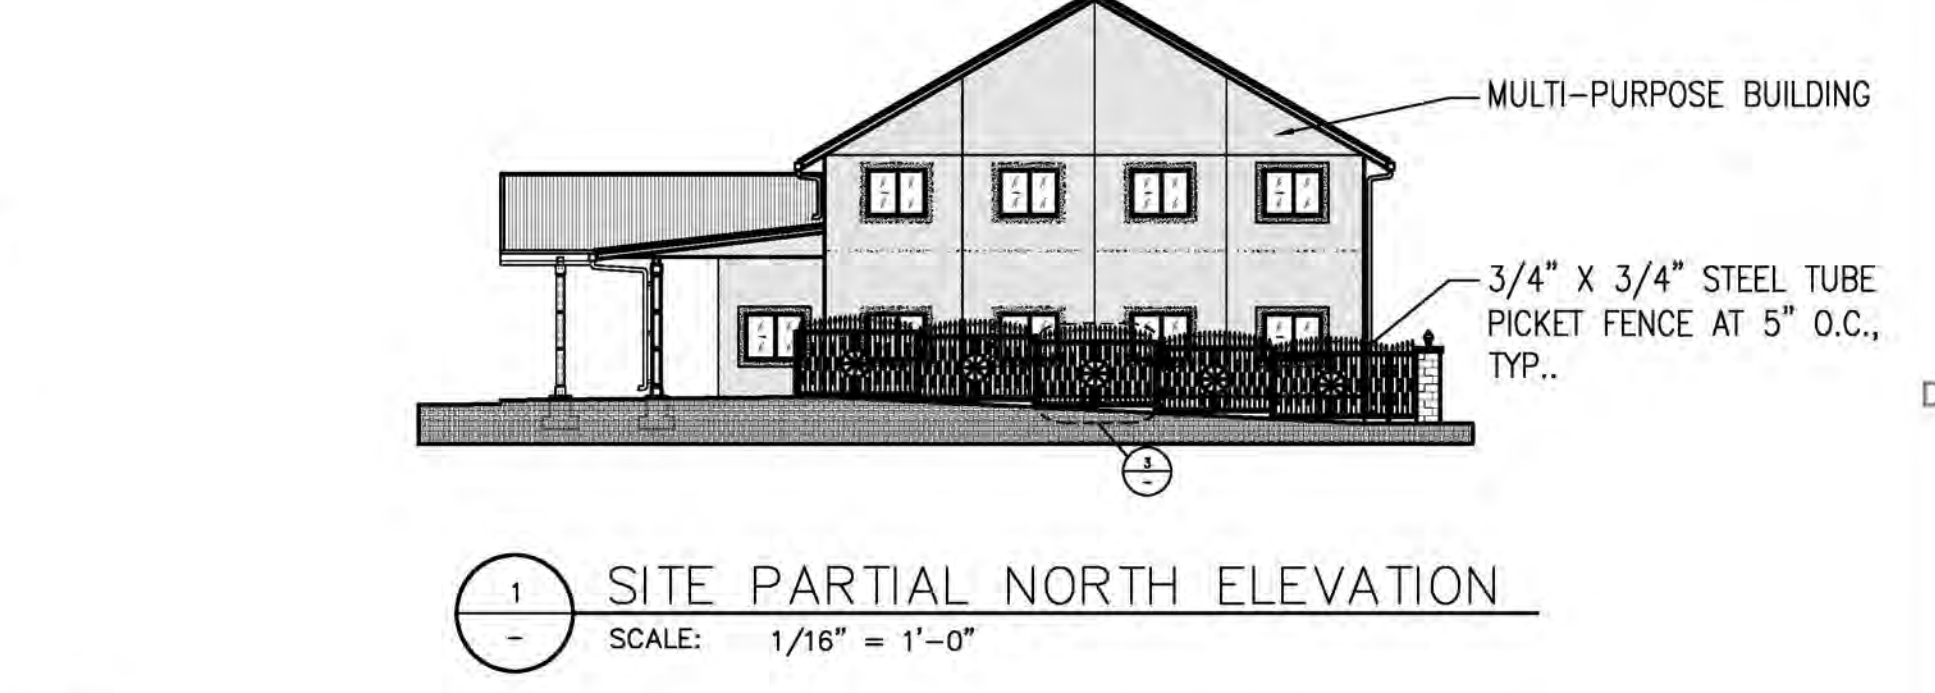 MULTI-PURPOSE BUILDING
3/4" X 3/4" STEEL TUBE
PICKET FENCE AT 5" O.C.,
TYP..
3
-
1
-
SITE PARTIAL NORTH ELEVATION
SCALE: 1/16" = 1'-0"